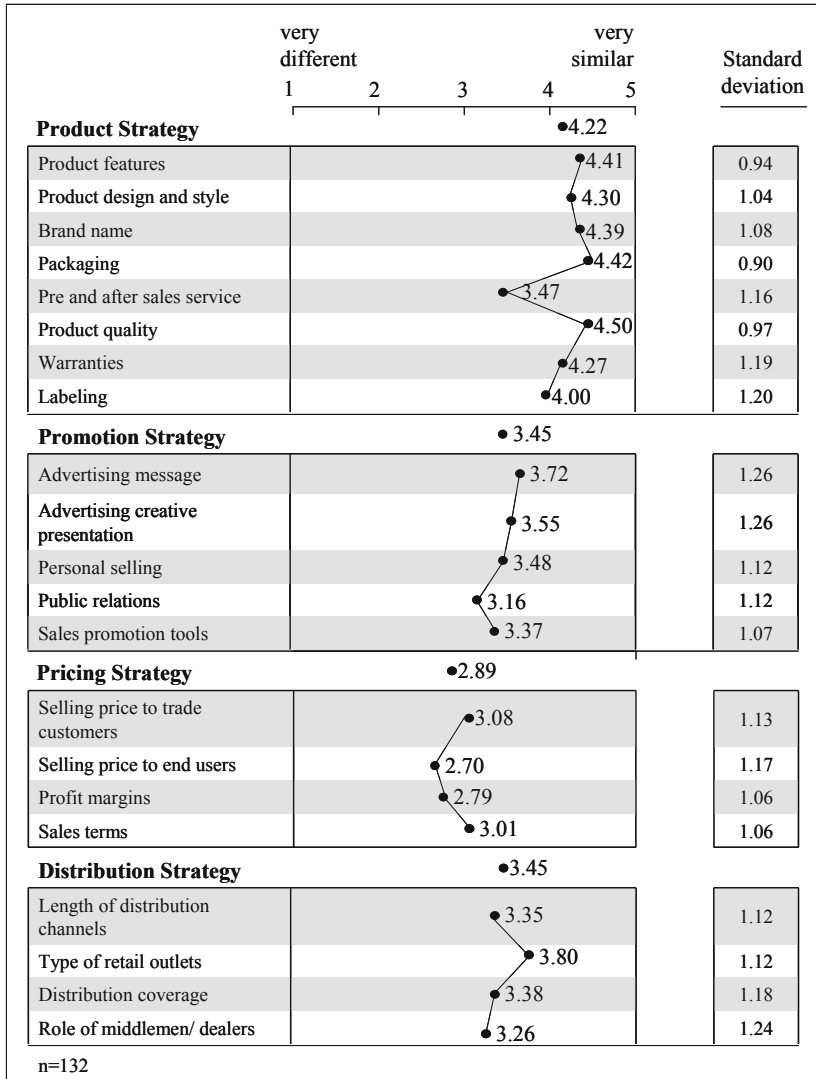 very different
very similar
Standard deviation
1 2 3 4 5
Product Strategy 4.22
Product features 4.41 0.94
Product design and style 4.30 1.04
Brand name 4.39 1.08
Packaging 4.42 0.90
Pre and after sales service 3.47 1.16
Product quality 4.50 0.97
Warranties 4.27 1.19
Labeling 4.00 1.20
Promotion Strategy 3.45
Advertising message 3.72 1.26
Advertising creative
presentation 3.55 1.26
Personal selling 3.48 1.12
Public relations 3.16 1.12
Sales promotion tools 3.37 1.07
Pricing Strategy 2.89
Selling price to trade
customers 3.08 1.13
Selling price to end users 2.70 1.17
Profit margins 2.79 1.06
Sales terms 3.01 1.06
Distribution Strategy 3.45
Length of distribution
channels 3.35 1.12
Type of retail outlets 3.80 1.12
Distribution coverage 3.38 1.18
Role of middlemen/ dealers 3.26 1.24
n=132